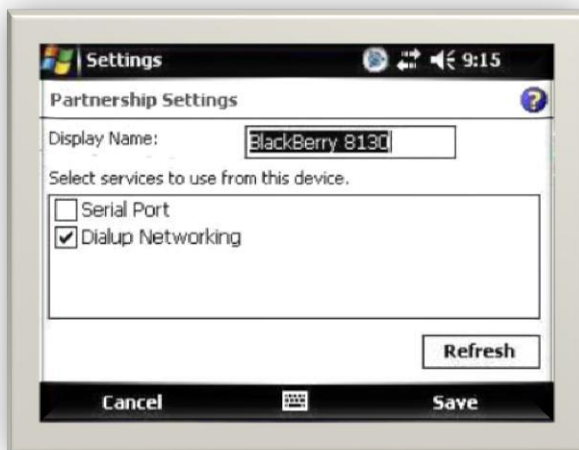 Settings 9:15
Partnership Settings ?
Display Name: BlackBerry 8130
Select services to use from this device.
Serial Port
Dialup Networking
Refresh
Cancel Save